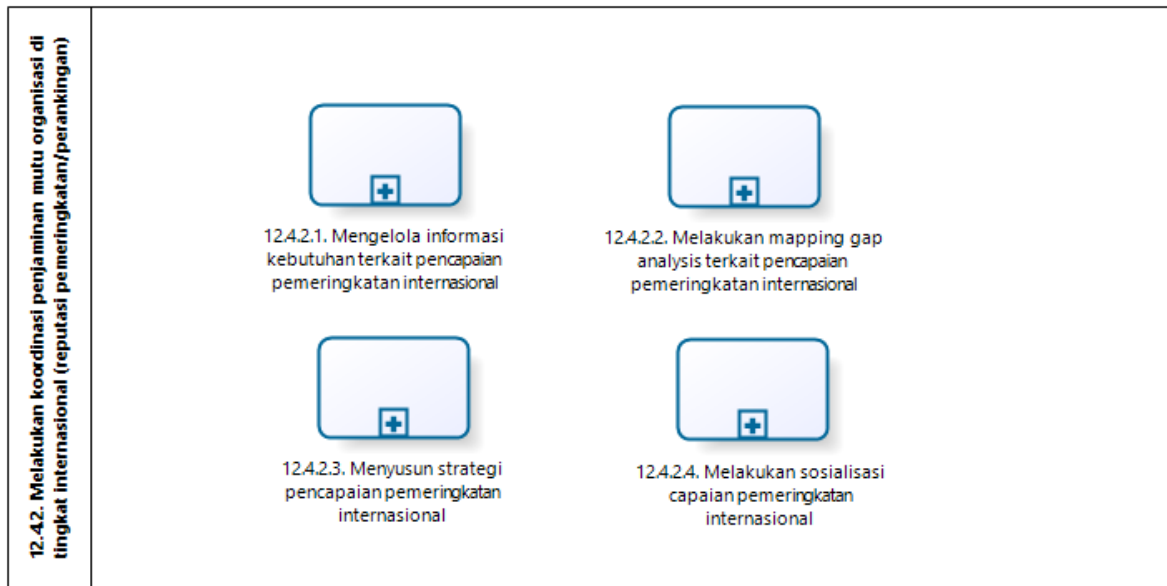 12.4.2. Melakukan koordinasi penjaminan mutu organisasi di
tingkat internasional (reputasi pemeringkatan/perankingan)
12.4.2.1. Mengelola informasi
kebutuhan terkait pencapaian
pemeringkatan internasional
12.4.2.2. Melakukan mapping gap
analysis terkait pencapaian
pemeringkatan internasional
12.4.2.3. Menyusun strategi
pencapaian pemeringkatan
internasional
12.4.2.4. Melakukan sosialisasi
capaian pemeringkatan
internasional